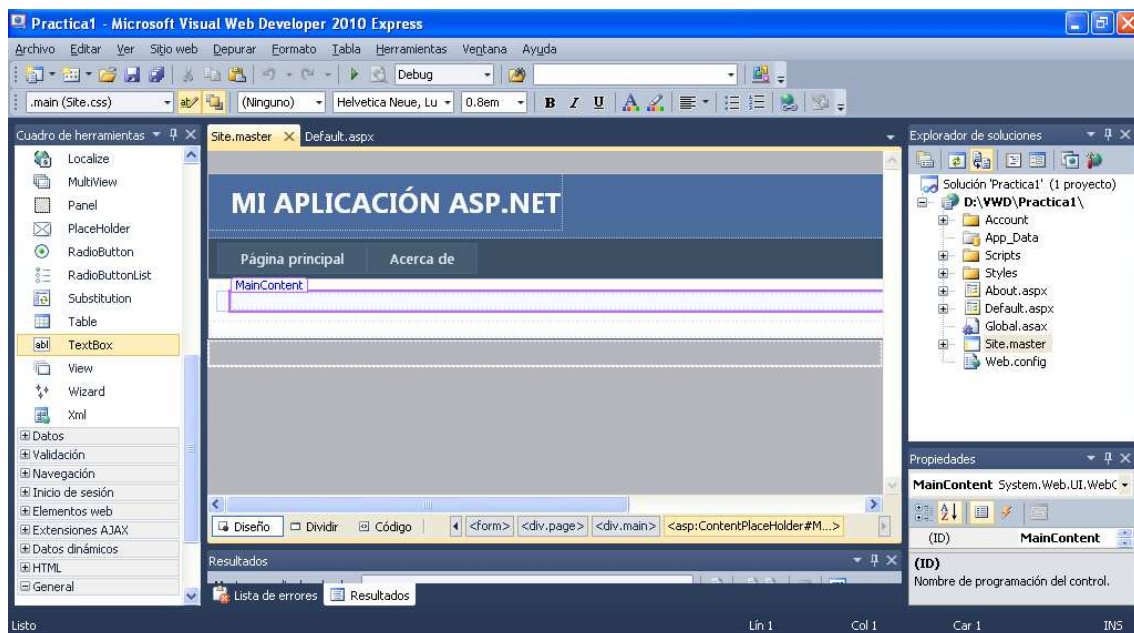 Practica1 - Microsoft Visual Web Developer 2010 Express
Archivo Editar Ver Sitio web Depurar Formato Tabla Herramientas Ventana Ayuda
Debug
.main (Site.css) (Ninguno) Helvetica Neue, Lu 0.8em B I U
Cuadro de herramientas
Localize
MultiView
Panel
PlaceHolder
RadioButton
RadioButtonList
Substitution
Table
abl TextBox
View
Wizard
Xml
Datos
Validación
Navegación
Inicio de sesión
Elementos web
Extensiones AJAX
Datos dinámicos
HTML
General
Site.master Default.aspx
MI APLICACIÓN ASP.NET
Página principal Acerca de
MainContent
Diseño Dividir Código <form> <div.page> <div.main> <asp:ContentPlaceHolder#M...>
Resultados
Lista de errores Resultados
Explorador de soluciones
Solución 'Practica1' (1 proyecto)
D:\VWD\Practica1\
Account
App_Data
Scripts
Styles
About.aspx
Default.aspx
Global.asax
Site.master
Web.config
Propiedades
MainContent System.Web.UI.WebC
(ID) MainContent
(ID)
Nombre de programación del control.
Listo Lín 1 Col 1 Car 1 INS